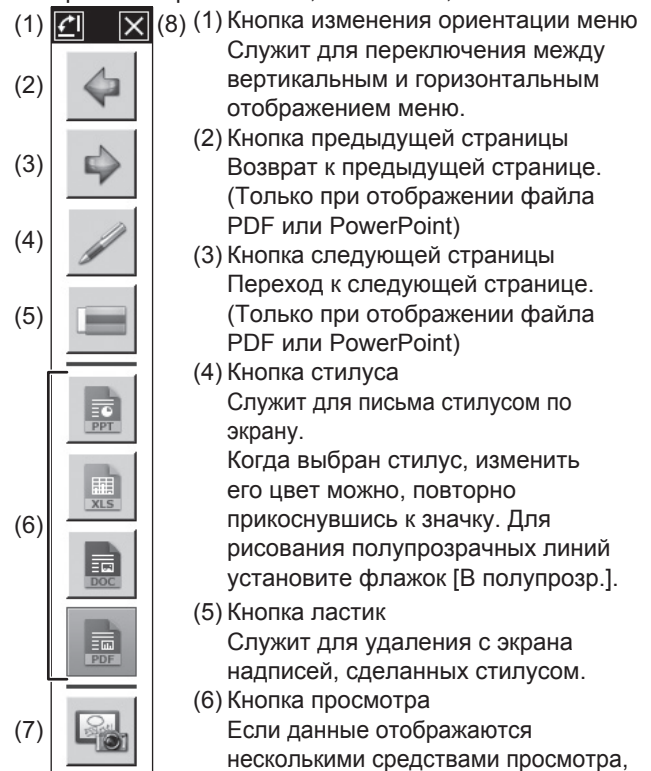 (1)
(8)
(2)
(3)
(4)
(5)
PPT
XLS
(6)
DOC
PDF
(7)
(1) Кнопка изменения ориентации меню
Служит для переключения между
вертикальным и горизонтальным
отображением меню.
(2) Кнопка предыдущей страницы
Возврат к предыдущей странице.
(Только при отображении файла
PDF или PowerPoint)
(3) Кнопка следующей страницы
Переход к следующей странице.
(Только при отображении файла
PDF или PowerPoint)
(4) Кнопка стилуса
Служит для письма стилусом по
экрану.
Когда выбран стилус, изменить
его цвет можно, повторно
прикоснувшись к значку. Для
рисования полупрозрачных линий
установите флажок [В полупрозр.].
(5) Кнопка ластик
Служит для удаления с экрана
надписей, сделанных стилусом.
(6) Кнопка просмотра
Если данные отображаются
несколькими средствами просмотра,